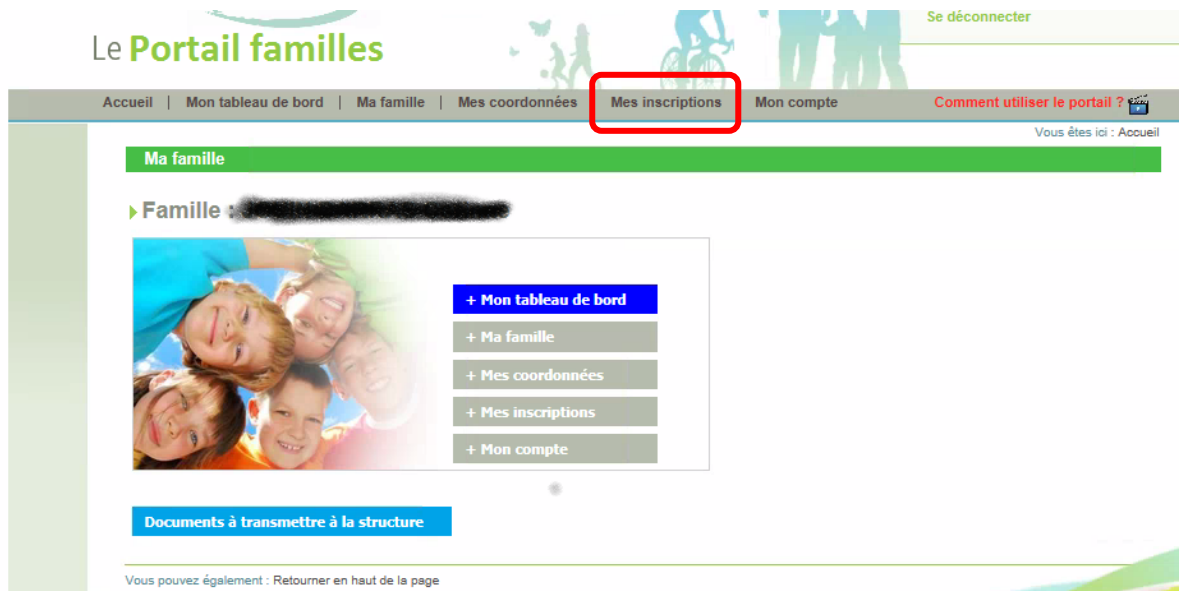 Se déconnecter
Le Portail familles
Accueil | Mon tableau de bord | Ma famille | Mes coordonnées Mes inscriptions Mon compte Comment utiliser le portail ?
Vous êtes ici : Accueil
Ma famille
Famille :
+ Mon tableau de bord
+ Ma famille
+ Mes coordonnées
+ Mes inscriptions
+ Mon compte
Documents à transmettre à la structure
Vous pouvez également : Retourner en haut de la page